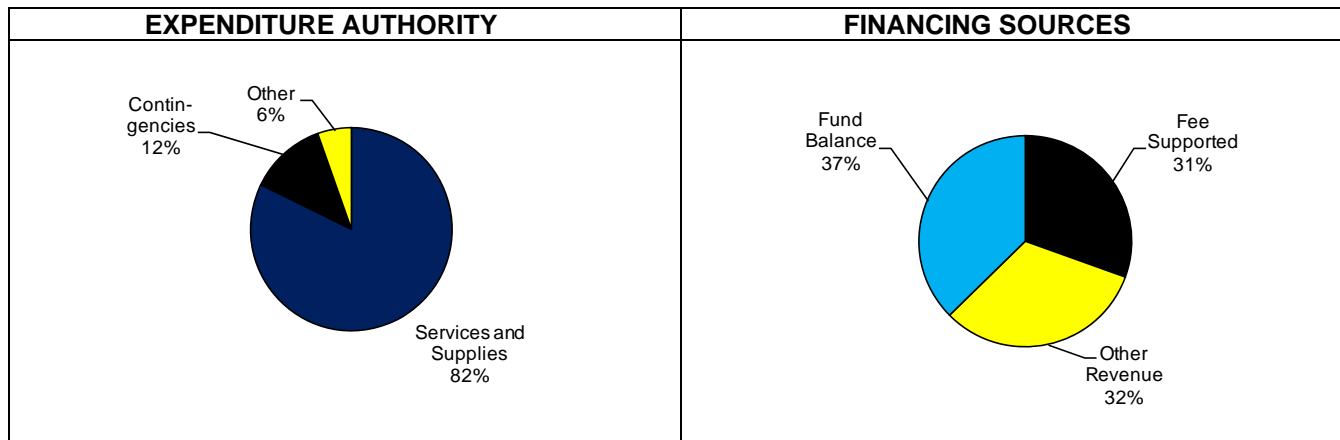 EXPENDITURE AUTHORITY
FINANCING SOURCES
Other
6%
Contin-
gencies
12%
Services and
Supplies
82%
Fund
Balance
37%
Fee
Supported
31%
Other
Revenue
32%